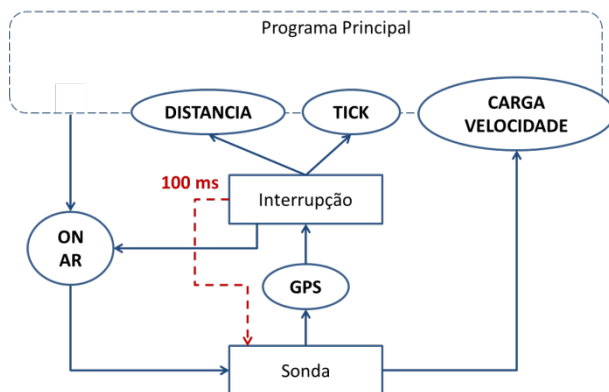 Programa Principal
DISTANCIA
TICK
CARGA
VELOCIDADE
100 ms
Interrupção
ON
AR
GPS
Sonda